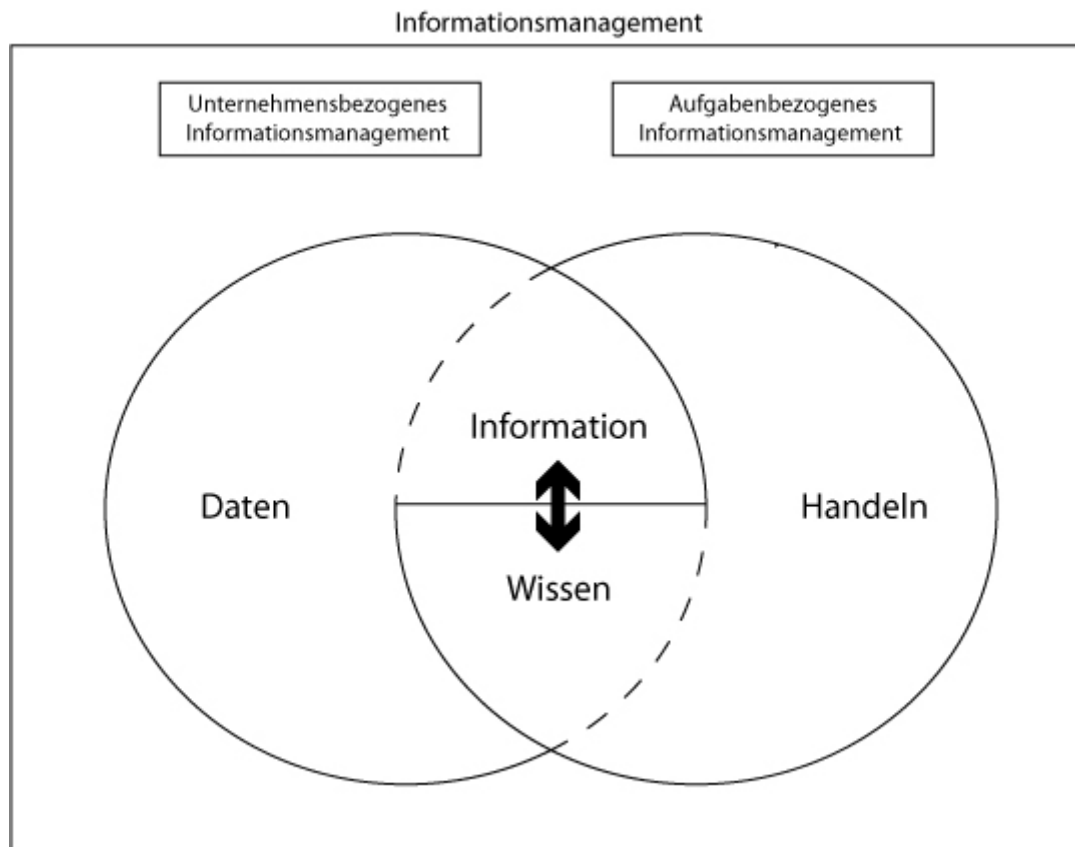 Informationsmanagement
Unternehmensbezogenes
Informationsmanagement
Aufgabenbezogenes
Informationsmanagement
Information
Daten
Handeln
Wissen